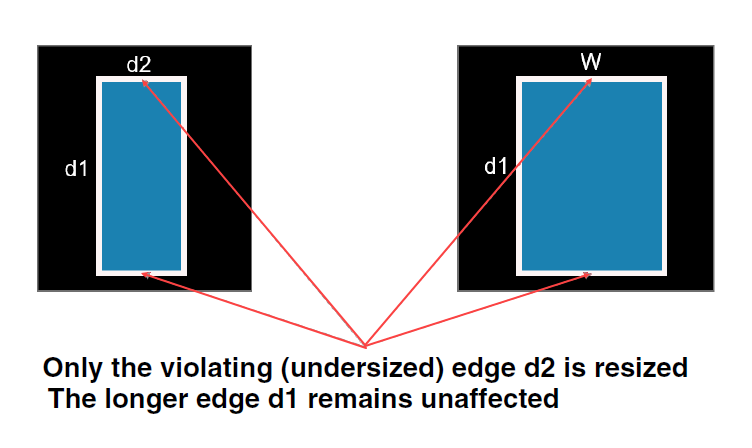 d2
W
d1
d1
Only the violating (undersized) edge d2 is resized
The longer edge d1 remains unaffected